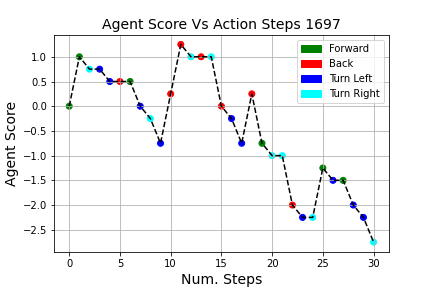 Agent Score Vs Action Steps 1697
Forward
Back
Turn Left
Turn Right
1.0
0.5
0.0
−0.5
−1.0
−1.5
−2.0
−2.5
Agent Score
0 5 10 15 20 25 30
Num. Steps